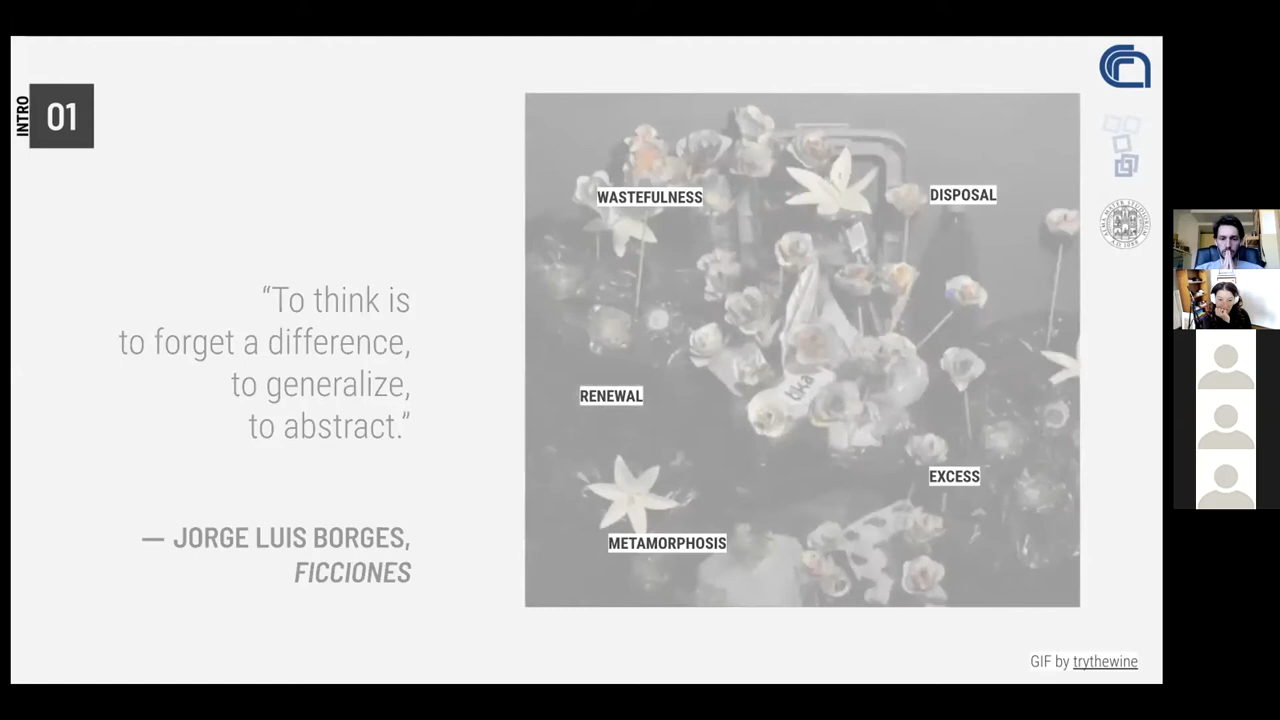 INTRO
01
“To think is
to forget a difference,
to generalize,
to abstract.”
— JORGE LUIS BORGES,
FICCIONES
WASTEFULNESS
DISPOSAL
RENEWAL
EXCESS
METAMORPHOSIS
GIF by trythewine